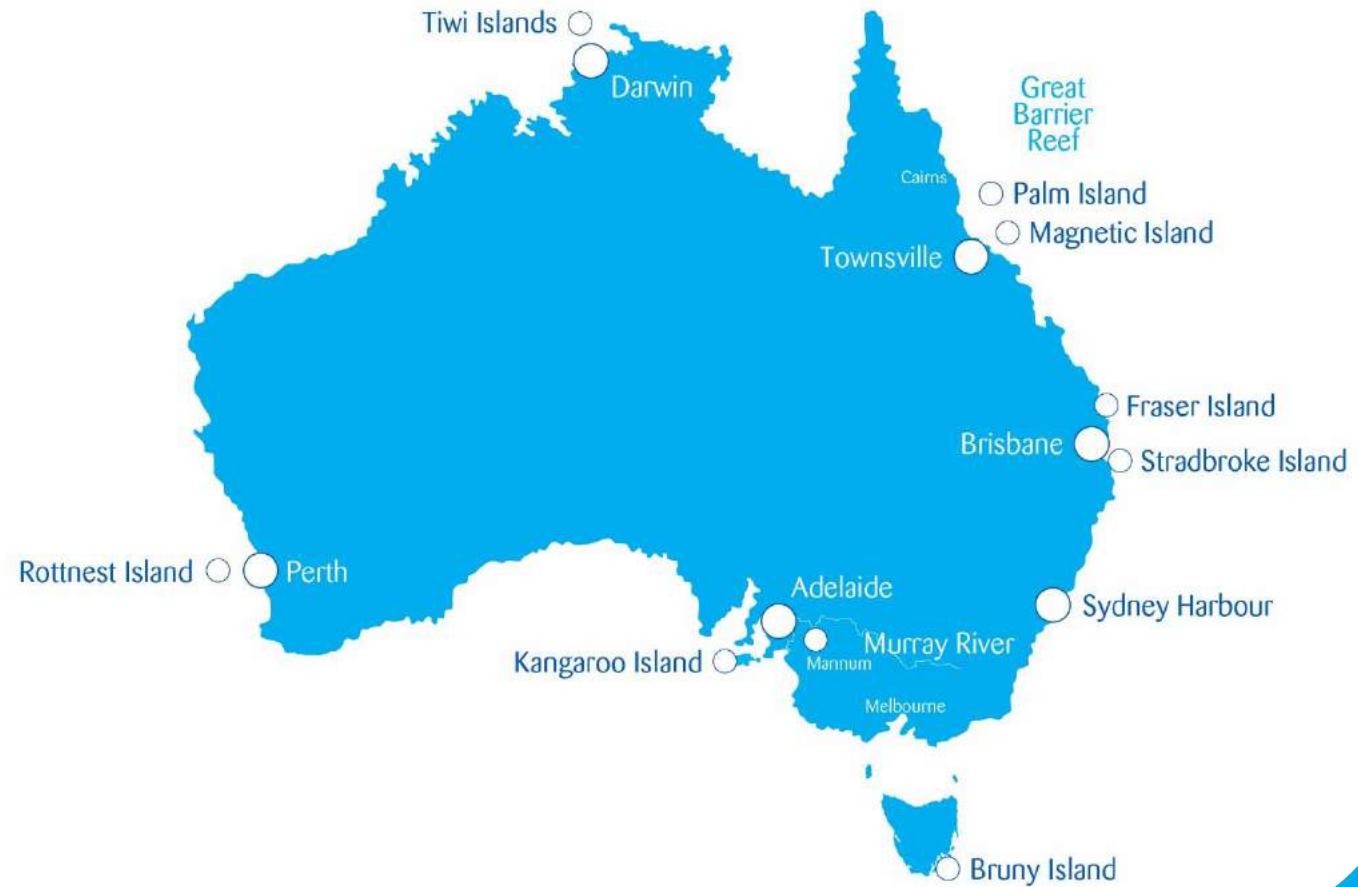 Tiwi Islands
Darwin
Great
Barrier
Reef
Cairns
Palm Island
Magnetic Island
Townsville
Fraser Island
Brisbane
Stradbroke Island
Rottnest Island
Perth
Adelaide
Sydney Harbour
Murray River
Kangaroo Island
Mannum
Melbourne
Bruny Island